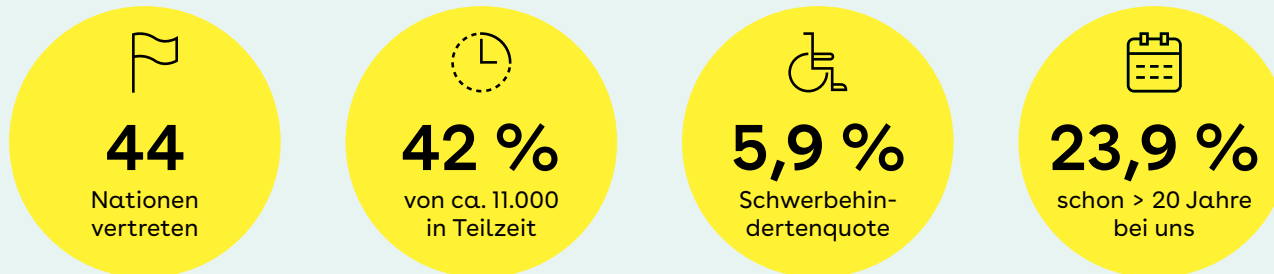 44
Nationen
vertreten
42 %
von ca. 11.000
in Teilzeit
5,9 %
Schwerbehin-
dertenquote
23,9 %
schon > 20 Jahre
bei uns